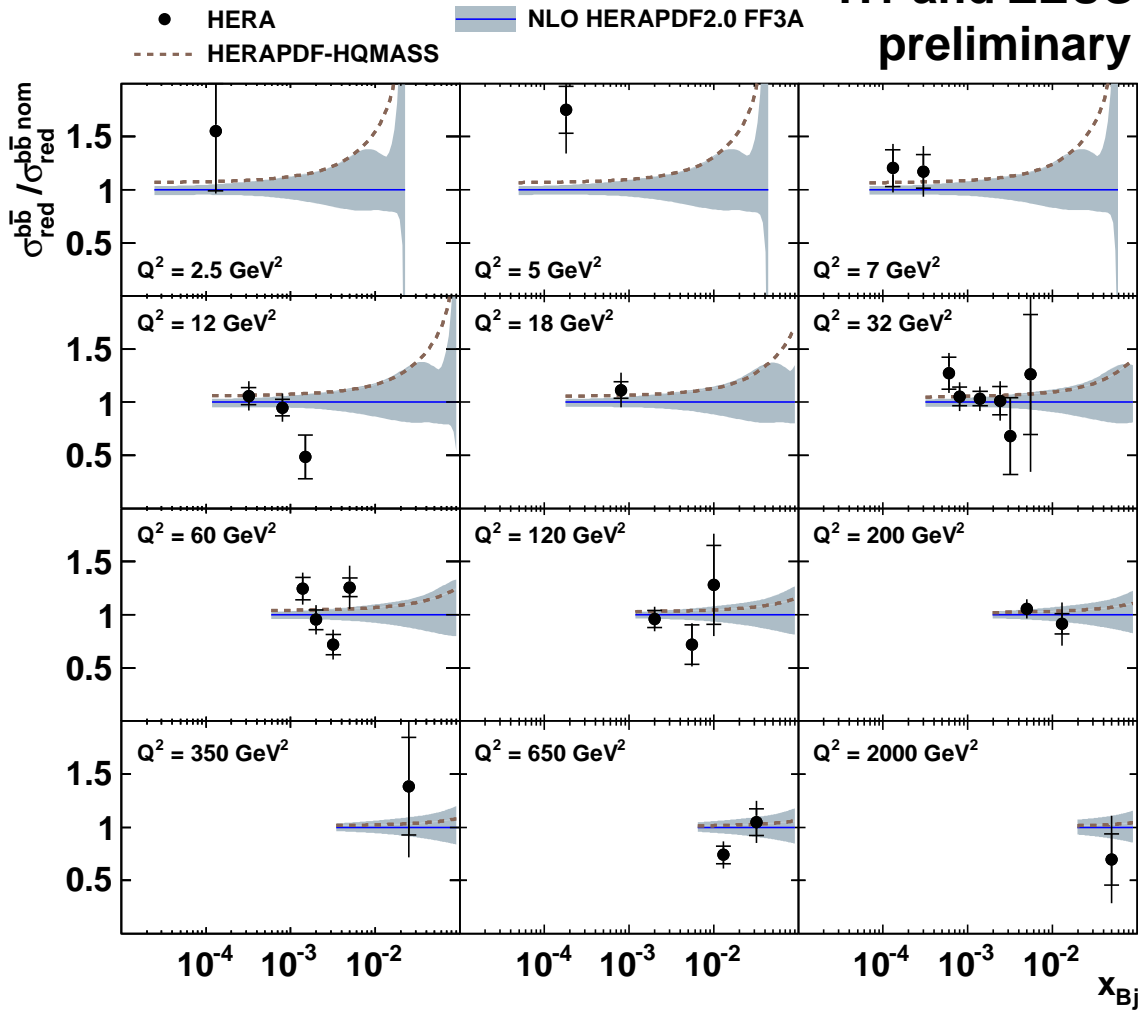 H1 and ZEUS
preliminary
HERA
NLO HERAPDF2.0 FF3A
HERAPDF-HQMASS
σ_red^{bb̄} / σ_red^{bb̄ nom}
1.5
1
0.5
Q² = 2.5 GeV²
Q² = 5 GeV²
Q² = 7 GeV²
1.5
1
0.5
Q² = 12 GeV²
Q² = 18 GeV²
Q² = 32 GeV²
1.5
1
0.5
Q² = 60 GeV²
Q² = 120 GeV²
Q² = 200 GeV²
1.5
1
0.5
Q² = 350 GeV²
Q² = 650 GeV²
Q² = 2000 GeV²
10⁻⁴ 10⁻³ 10⁻² 10⁻⁴ 10⁻³ 10⁻² 10⁻⁴ 10⁻³ 10⁻²
x_Bj